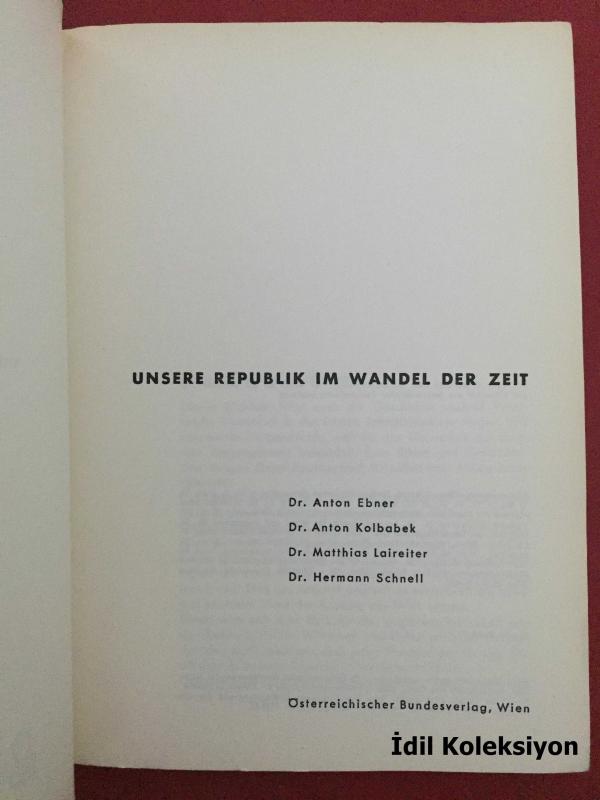 UNSERE REPUBLIK IM WANDEL DER ZEIT
Dr. Anton Ebner
Dr. Anton Kolbabek
Dr. Matthias Laireiter
Dr. Hermann Schnell
Österreichischer Bundesverlag, Wien
İdil Koleksiyon